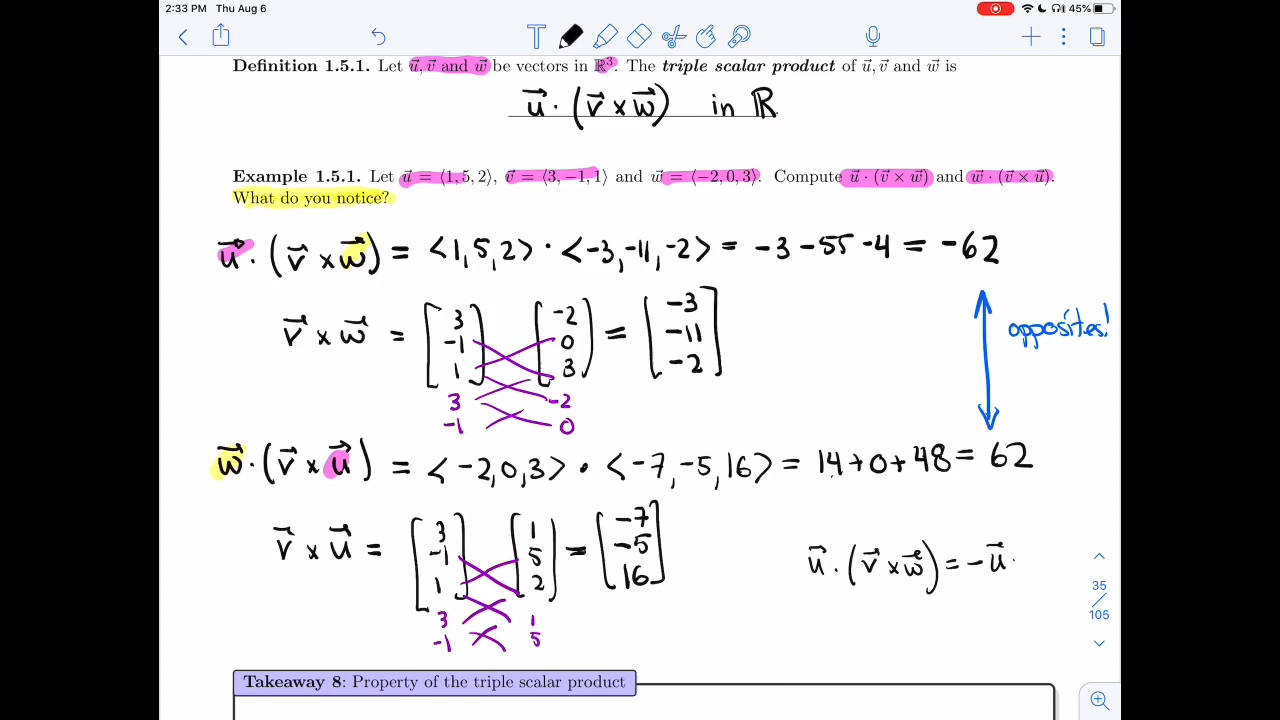 2:33 PM Thu Aug 6 45%
T
Definition 1.5.1. Let u⃗, v⃗ and w⃗ be vectors in ℝ³. The triple scalar product of u⃗, v⃗ and w⃗ is
u⃗ · (v⃗ × w⃗) in ℝ
Example 1.5.1. Let u⃗ = ⟨1, 5, 2⟩, v⃗ = ⟨3, −1, 1⟩ and w⃗ = ⟨−2, 0, 3⟩. Compute u⃗ · (v⃗ × w⃗) and w⃗ · (v⃗ × u⃗).
What do you notice?
u⃗ · (v⃗ × w⃗) = <1, 5, 2> · <-3, -11, -2> = -3 - 55 - 4 = -62
opposites!
v⃗ × w⃗ = [3 -1 1] [-2 0 3] = [-3 -11 -2]
3 -2
-1 0
w⃗ · (v⃗ × u⃗) = <-2, 0, 3> · <-7, -5, 16> = 14 + 0 + 48 = 62
v⃗ × u⃗ = [3 -1 1] [1 5 2] = [-7 -5 16]
3 1
-1 5
u⃗ · (v⃗ × w⃗) = - u⃗ ·
35
105
Takeaway 8: Property of the triple scalar product